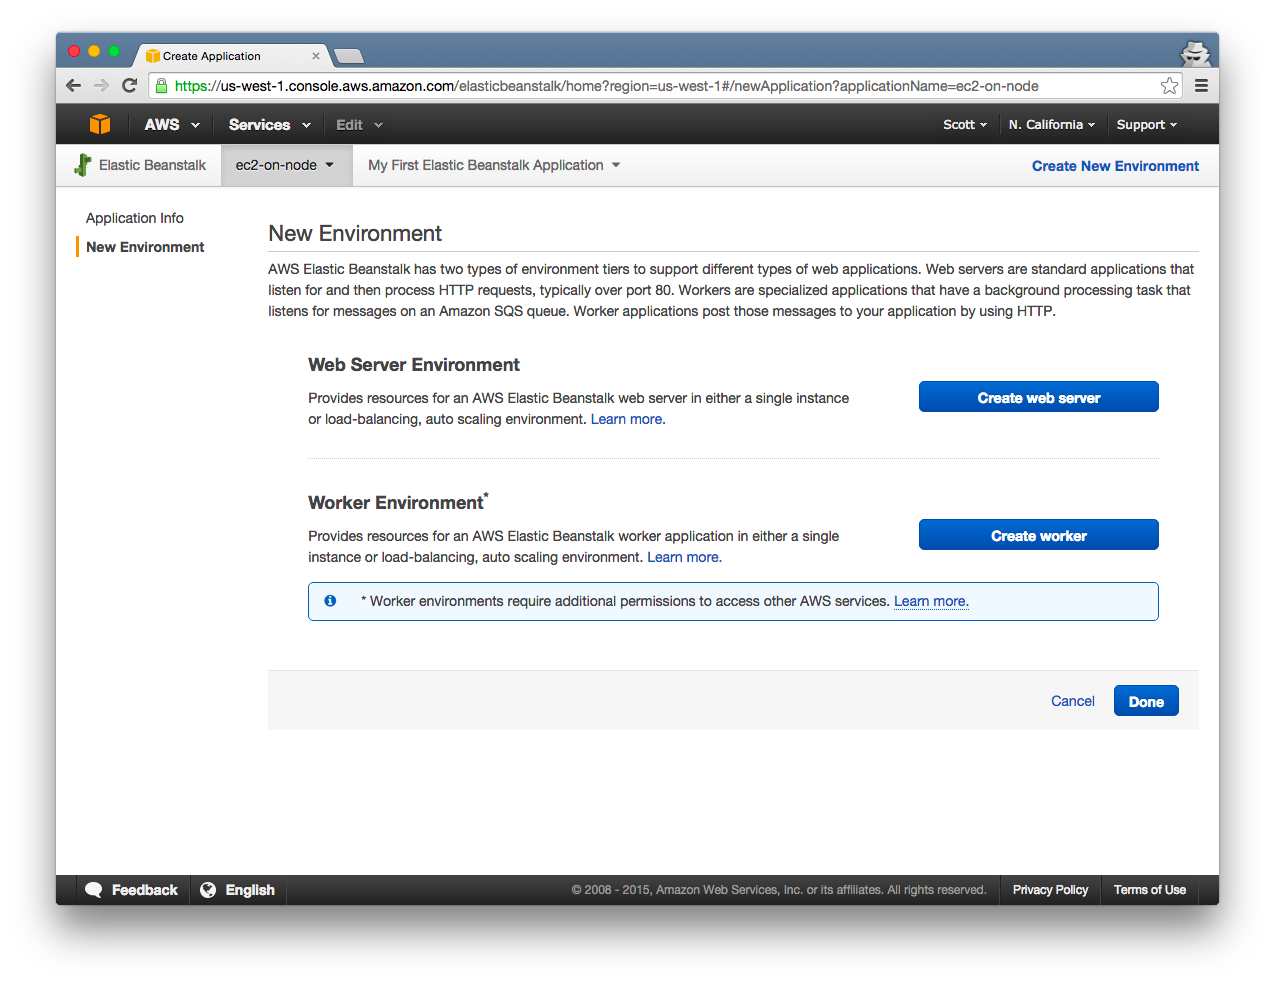 Create Application
https://us-west-1.console.aws.amazon.com/elasticbeanstalk/home?region=us-west-1#/newApplication?applicationName=ec2-on-node
AWS Services Edit Scott N. California Support
Elastic Beanstalk ec2-on-node My First Elastic Beanstalk Application Create New Environment
Application Info
New Environment
New Environment
AWS Elastic Beanstalk has two types of environment tiers to support different types of web applications. Web servers are standard applications that
listen for and then process HTTP requests, typically over port 80. Workers are specialized applications that have a background processing task that
listens for messages on an Amazon SQS queue. Worker applications post those messages to your application by using HTTP.
Web Server Environment
Provides resources for an AWS Elastic Beanstalk web server in either a single instance
or load-balancing, auto scaling environment. Learn more.
Create web server
Worker Environment*
Provides resources for an AWS Elastic Beanstalk worker application in either a single
instance or load-balancing, auto scaling environment. Learn more.
Create worker
* Worker environments require additional permissions to access other AWS services. Learn more.
Cancel Done
Feedback English © 2008 - 2015, Amazon Web Services, Inc. or its affiliates. All rights reserved. Privacy Policy Terms of Use